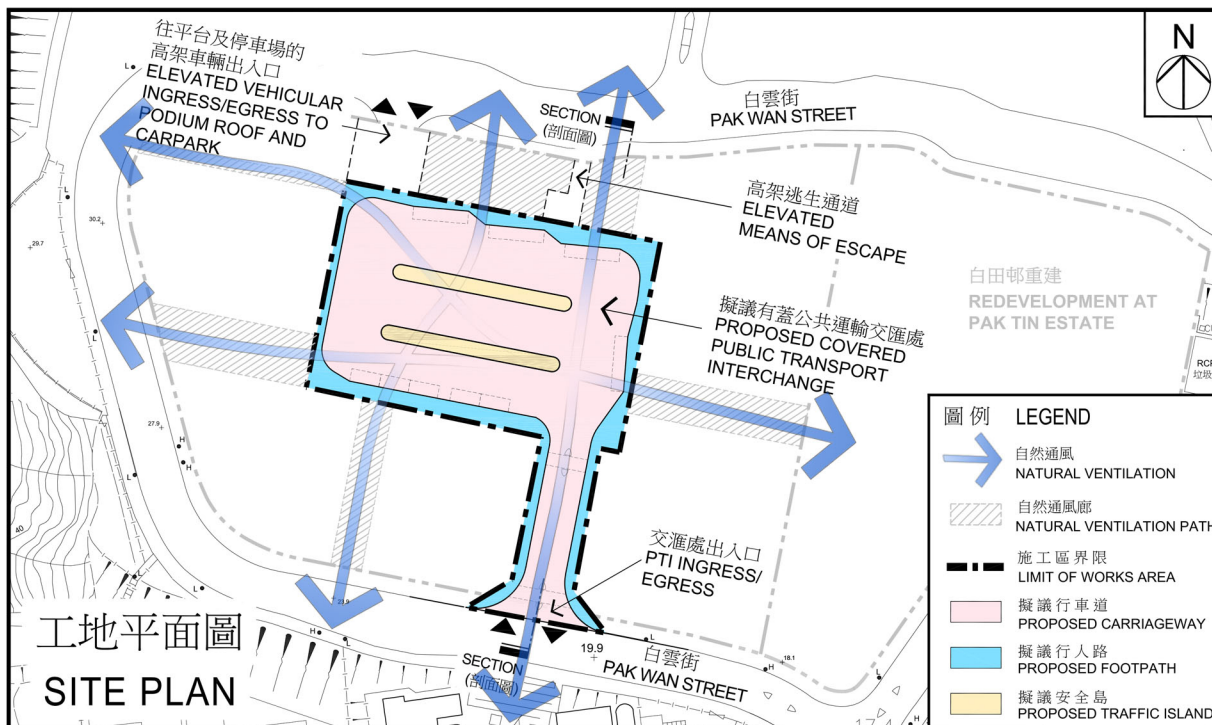 往平台及停車場的
高架車輛出入口
ELEVATED VEHICULAR
INGRESS/EGRESS TO
PODIUM ROOF AND
CARPARK
SECTION
(剖面圖)
白雲街
PAK WAN STREET
N
高架逃生通道
ELEVATED
MEANS OF ESCAPE
白田邨重建
REDEVELOPMENT AT
PAK TIN ESTATE
擬議有蓋公共運輸交匯處
PROPOSED COVERED
PUBLIC TRANSPORT
INTERCHANGE
RCP
垃圾
L
L
30.2
29.7
L
27.9
H
H
L
40
L
交滙處出入口
PTI INGRESS/
EGRESS
H
L
19.9
L
白雲街
PAK WAN STREET
18.1
H
L
H
17.4
SECTION
(剖面圖)
工地平面圖
SITE PLAN
圖例 LEGEND
自然通風
NATURAL VENTILATION
自然通風廊
NATURAL VENTILATION PATH
施工區界限
LIMIT OF WORKS AREA
擬議行車道
PROPOSED CARRIAGEWAY
擬議行人路
PROPOSED FOOTPATH
擬議安全島
PROPOSED TRAFFIC ISLAND